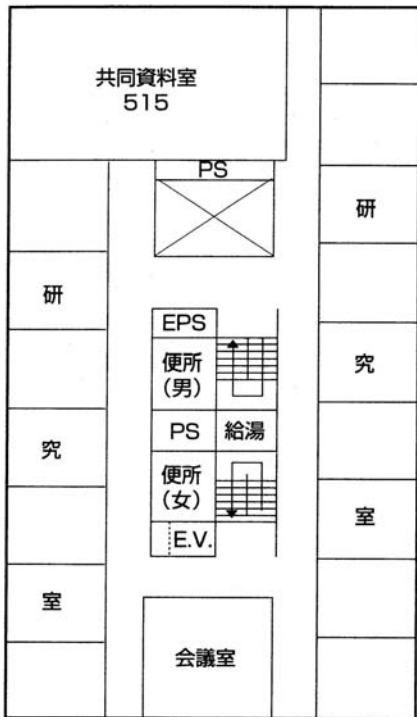 共同資料室
515
PS
研
研
EPS
便所
(男)
究
究
PS
給湯
便所
(女)
室
E.V.
室
会議室